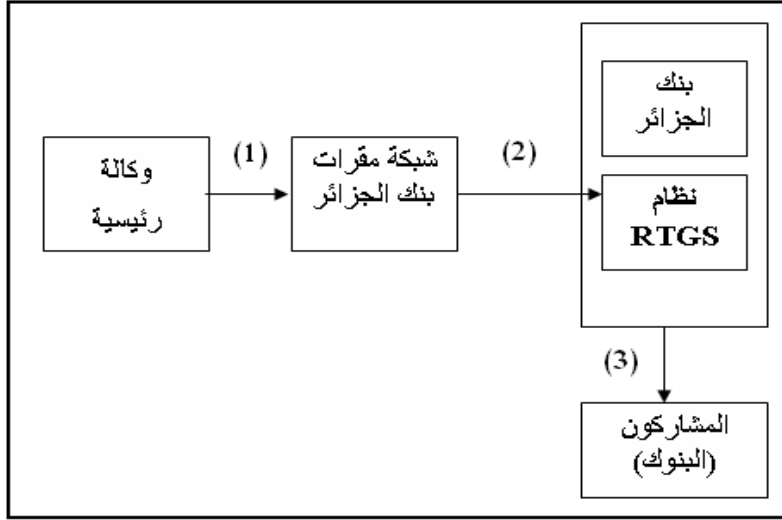 بنك
الجزائر
(1)
(2)
شبكة مقرات
بنك الجزائر
وكالة
رئيسية
نظام
RTGS
(3)
المشاركون
(البنوك)